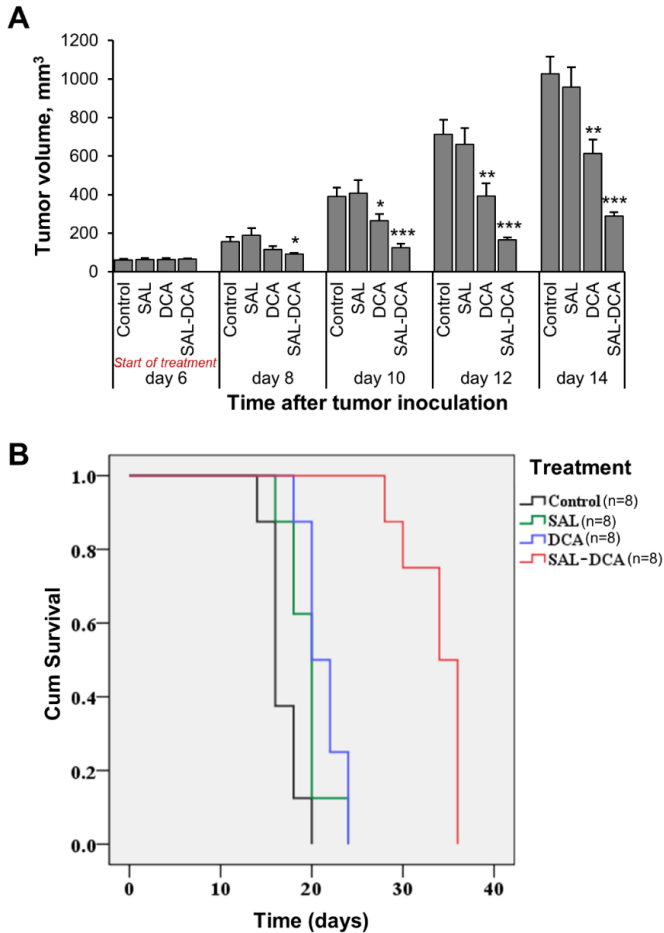 A
Tumor volume, mm³
1200
1000
800
600
400
200
0
*
*
***
**
***
**
***
Control
SAL
DCA
SAL-DCA
Control
SAL
DCA
SAL-DCA
Control
SAL
DCA
SAL-DCA
Control
SAL
DCA
SAL-DCA
Control
SAL
DCA
SAL-DCA
Start of treatment
day 6
day 8
day 10
day 12
day 14
Time after tumor inoculation
B
Cum Survival
1.0
0.8
0.6
0.4
0.2
0.0
0
10
20
30
40
Time (days)
Treatment
Control (n=8)
SAL (n=8)
DCA (n=8)
SAL-DCA (n=8)